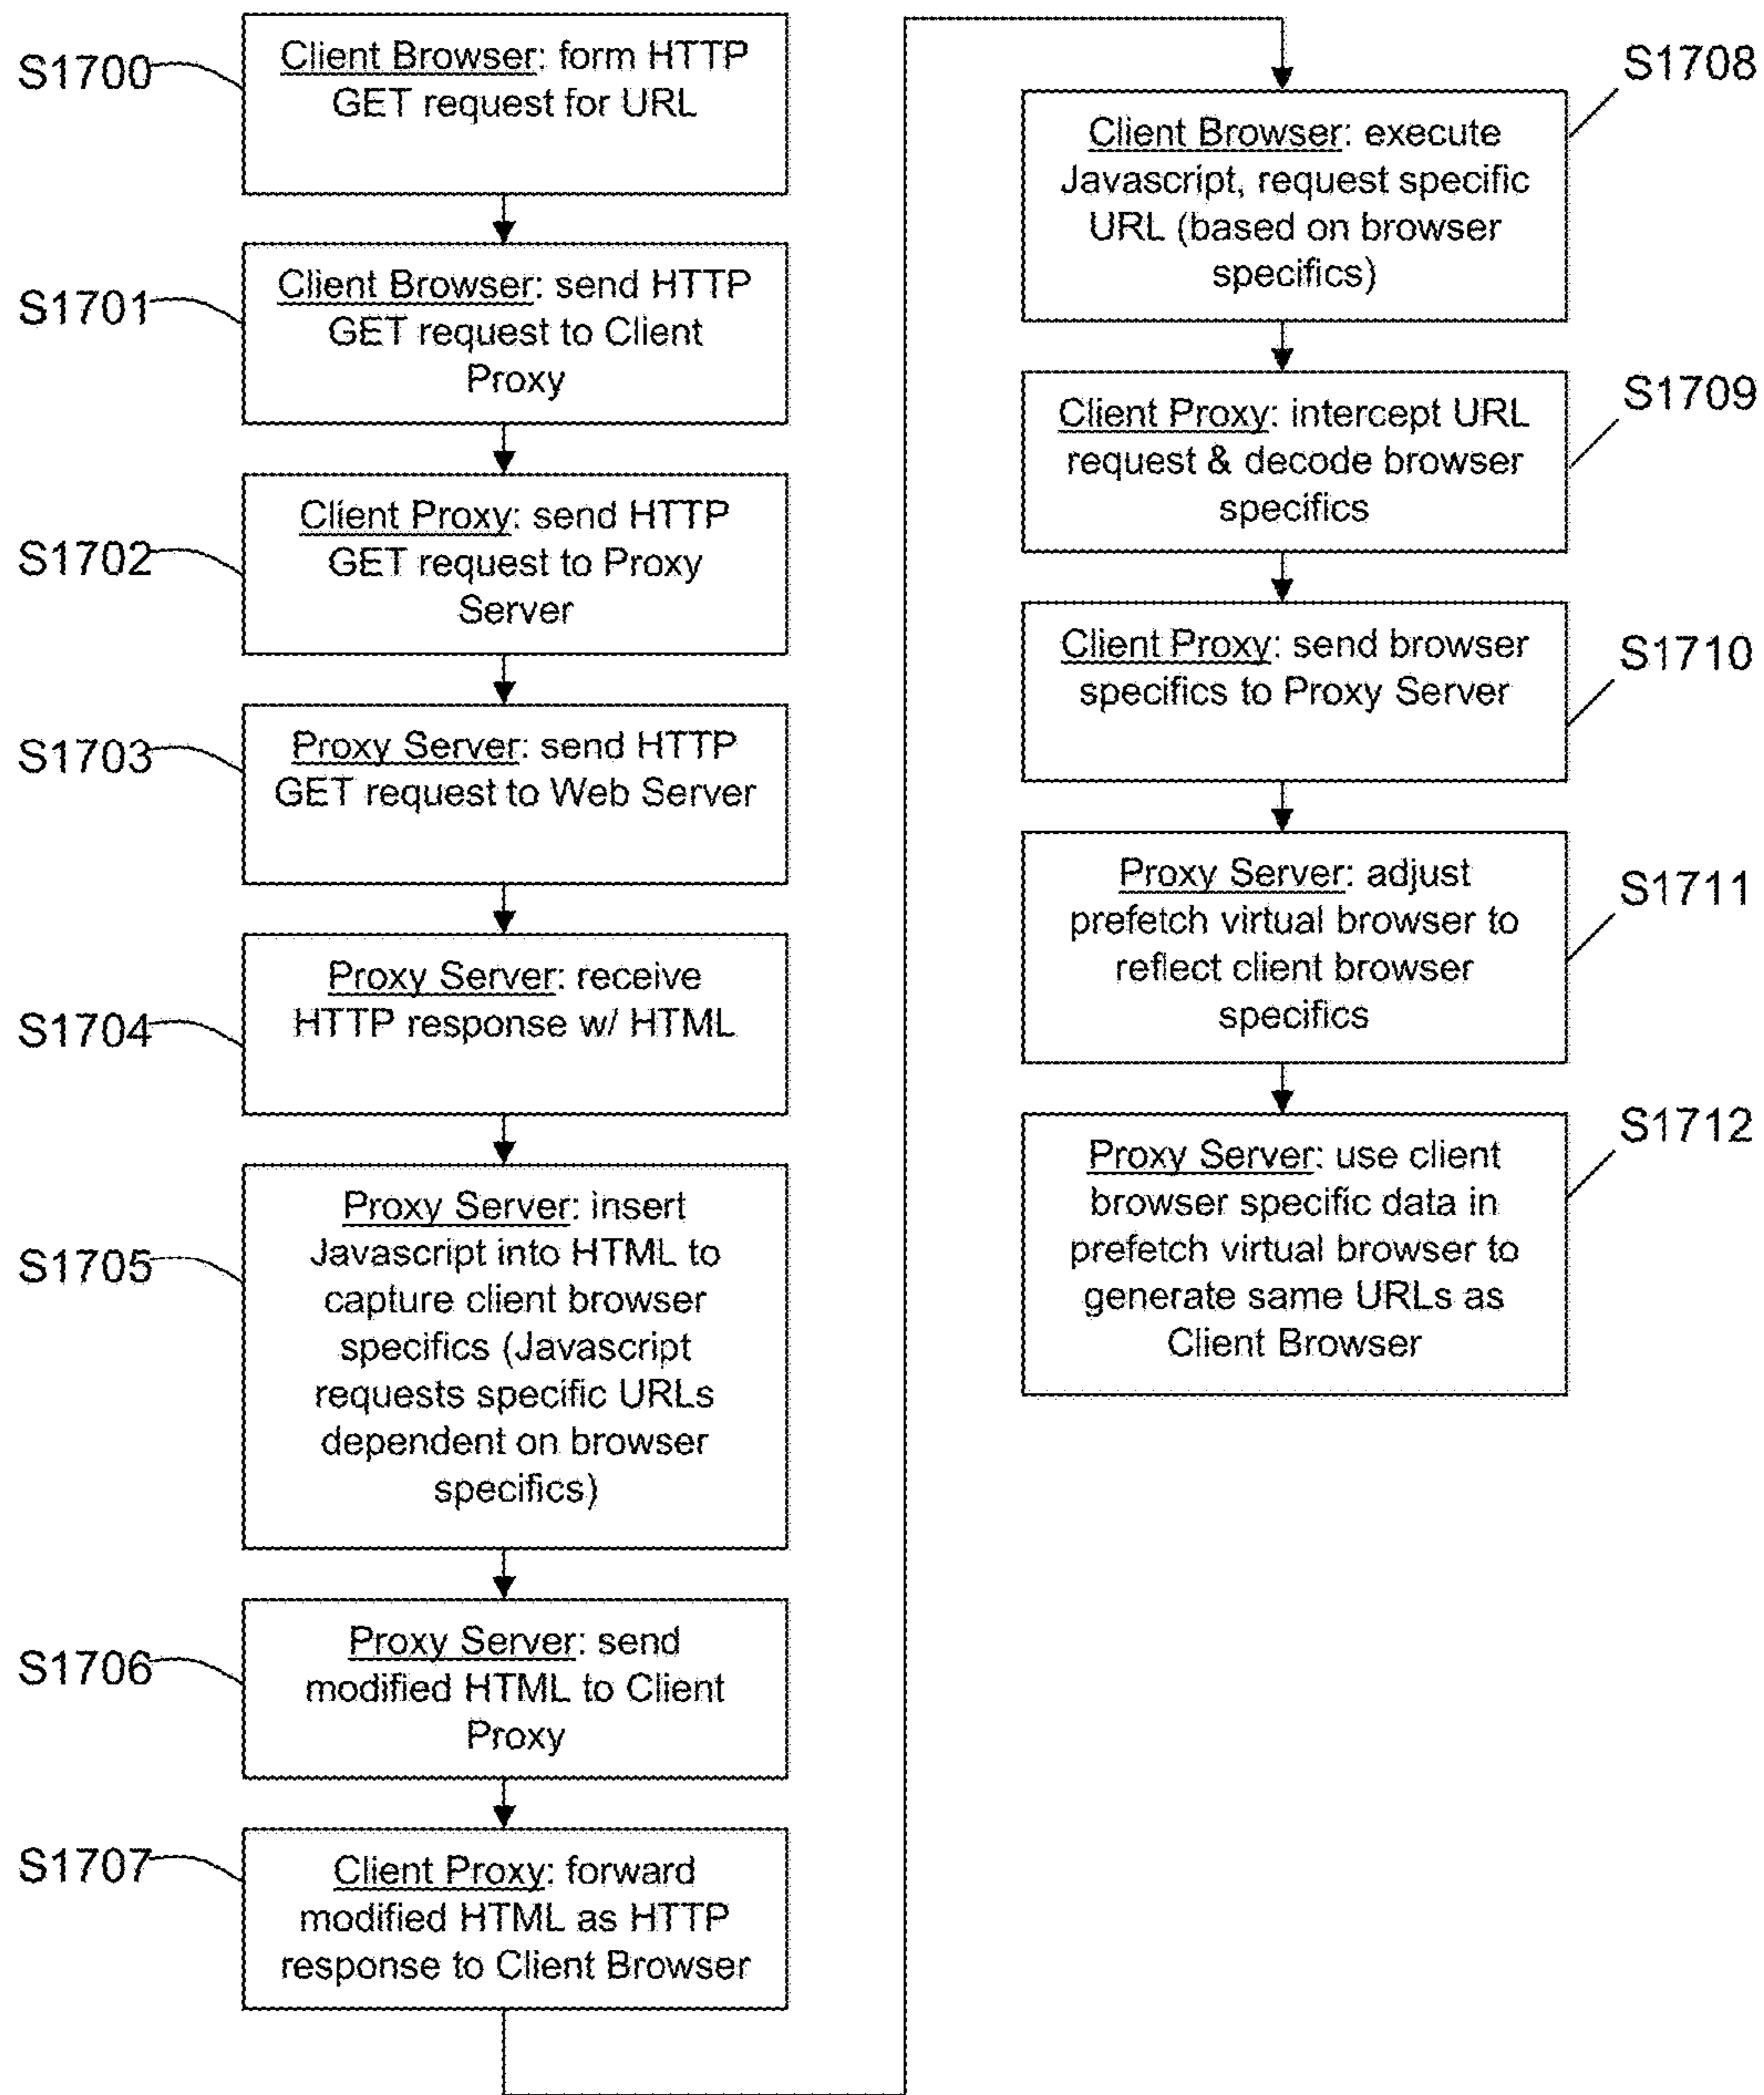 S1700
Client Browser: form HTTP
GET request for URL
S1701
Client Browser: send HTTP
GET request to Client
Proxy
S1702
Client Proxy: send HTTP
GET request to Proxy
Server
S1703
Proxy Server: send HTTP
GET request to Web Server
S1704
Proxy Server: receive
HTTP response w/ HTML
S1705
Proxy Server: insert
Javascript into HTML to
capture client browser
specifics (Javascript
requests specific URLs
dependent on browser
specifics)
S1706
Proxy Server: send
modified HTML to Client
Proxy
S1707
Client Proxy: forward
modified HTML as HTTP
response to Client Browser
S1708
Client Browser: execute
Javascript, request specific
URL (based on browser
specifics)
S1709
Client Proxy: intercept URL
request & decode browser
specifics
S1710
Client Proxy: send browser
specifics to Proxy Server
S1711
Proxy Server: adjust
prefetch virtual browser to
reflect client browser
specifics
S1712
Proxy Server: use client
browser specific data in
prefetch virtual browser to
generate same URLs as
Client Browser